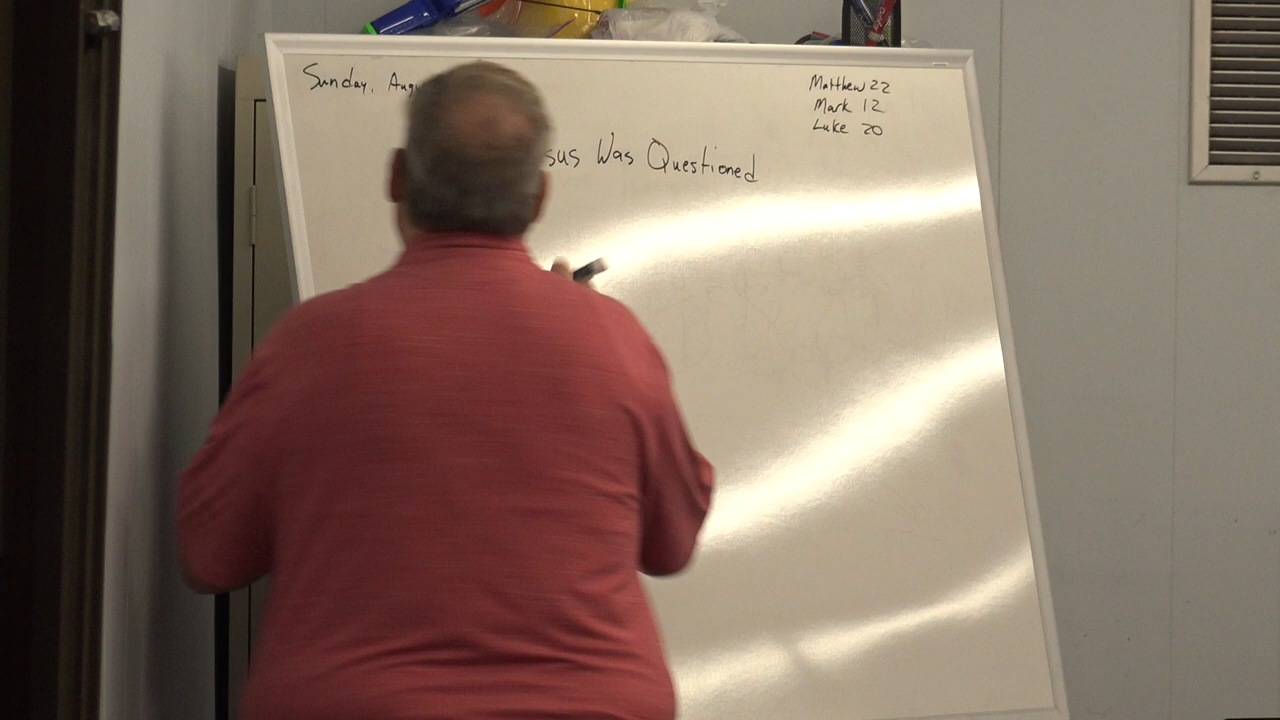 Sunday, Aug
Matthew 22
Mark 12
Luke 20
sus Was Questioned